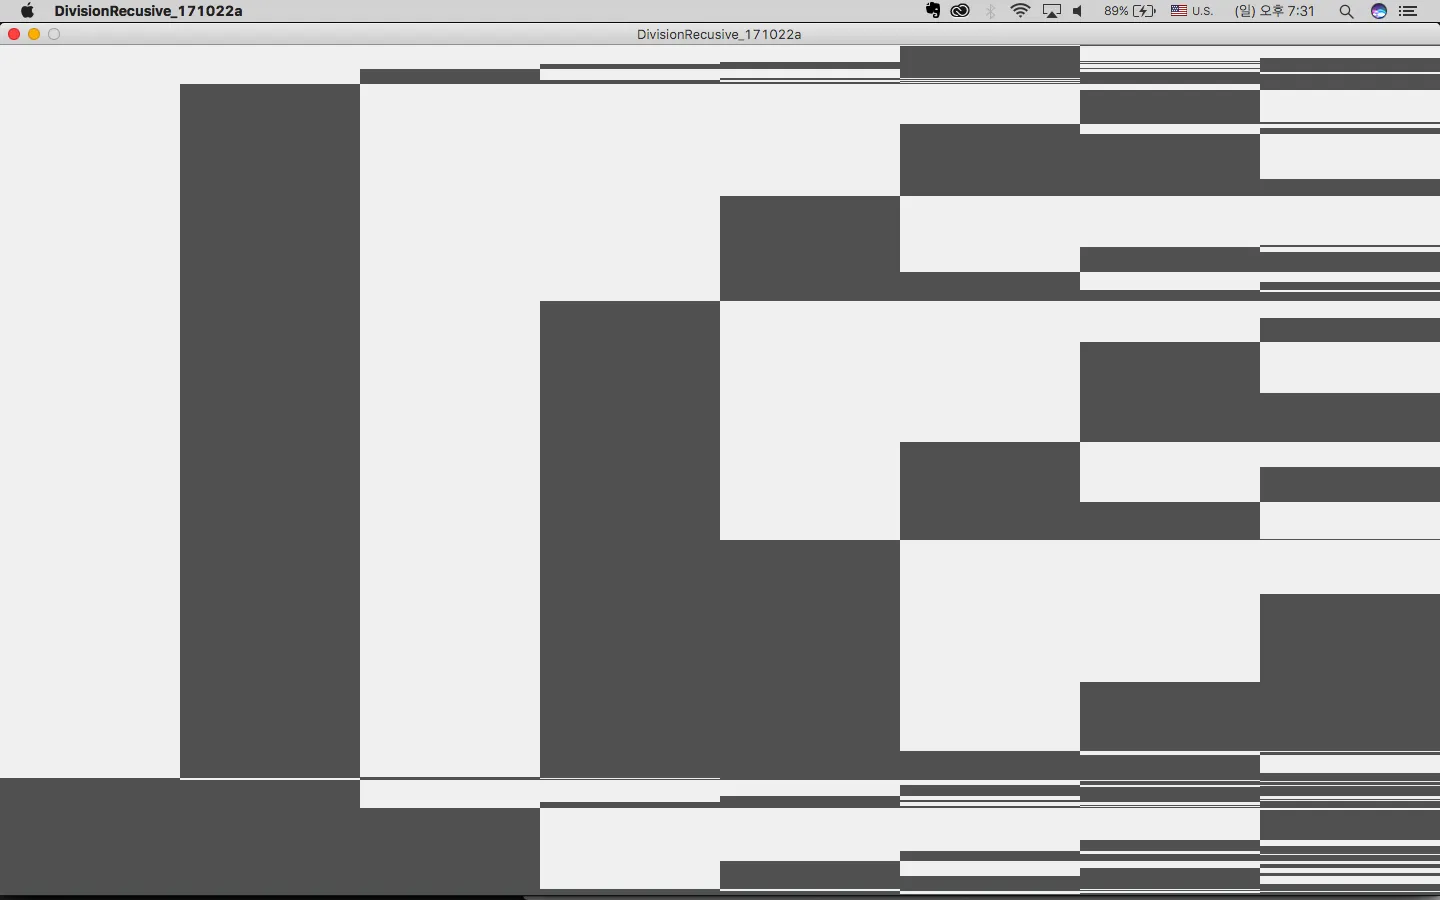 DivisionRecusive_171022a 89% U.S. (일) 오후 7:31
DivisionRecusive_171022a